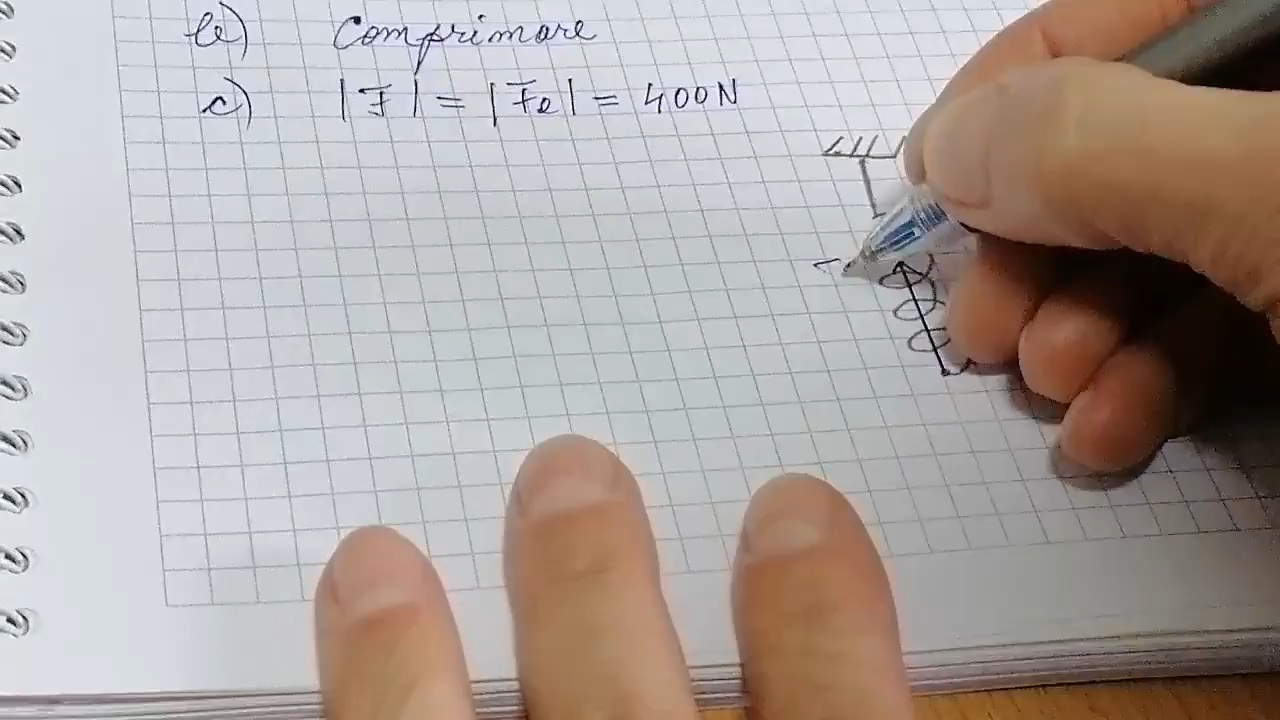 b) Comprimare
c) |F| = |Fe| = 400N